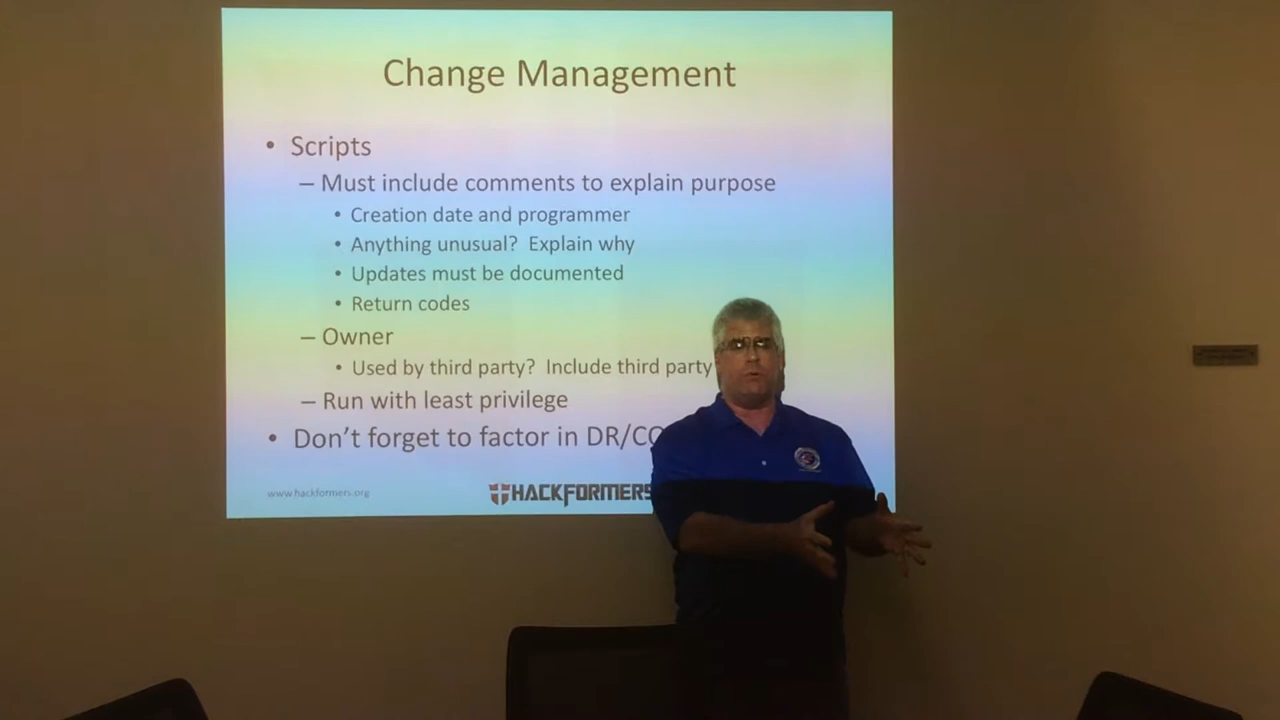 Change Management
• Scripts
– Must include comments to explain purpose
• Creation date and programmer
• Anything unusual? Explain why
• Updates must be documented
• Return codes
– Owner
• Used by third party? Include third party
– Run with least privilege
• Don't forget to factor in
www.hackformers.org
HACKFORMERS